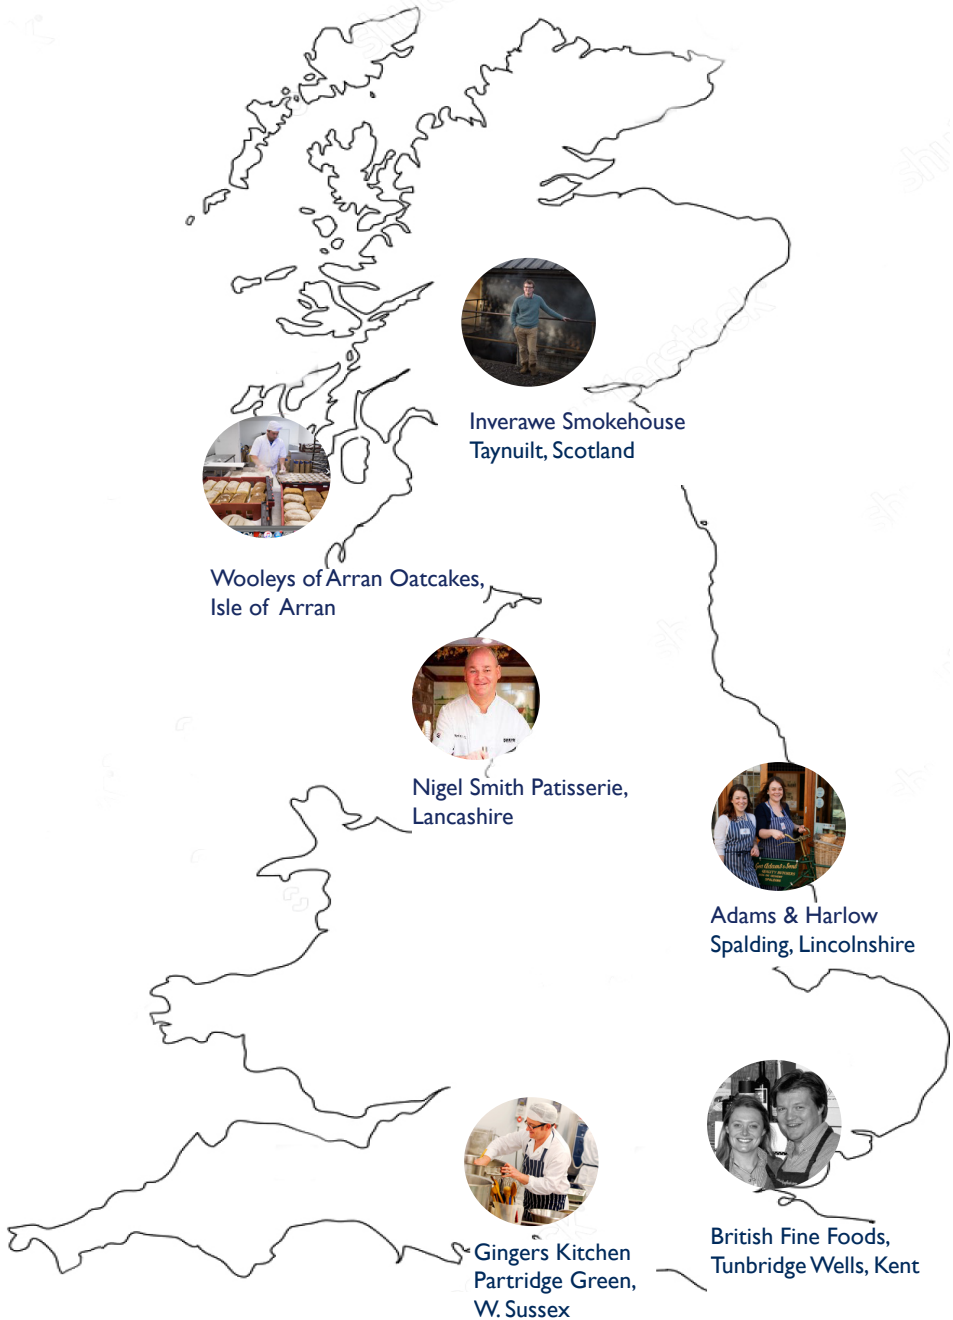 Inverawe Smokehouse
Taynuilt, Scotland
Wooleys of Arran Oatcakes,
Isle of Arran
Nigel Smith Patisserie,
Lancashire
Adams & Harlow
Spalding, Lincolnshire
British Fine Foods,
Tunbridge Wells, Kent
Gingers Kitchen
Partridge Green,
W. Sussex